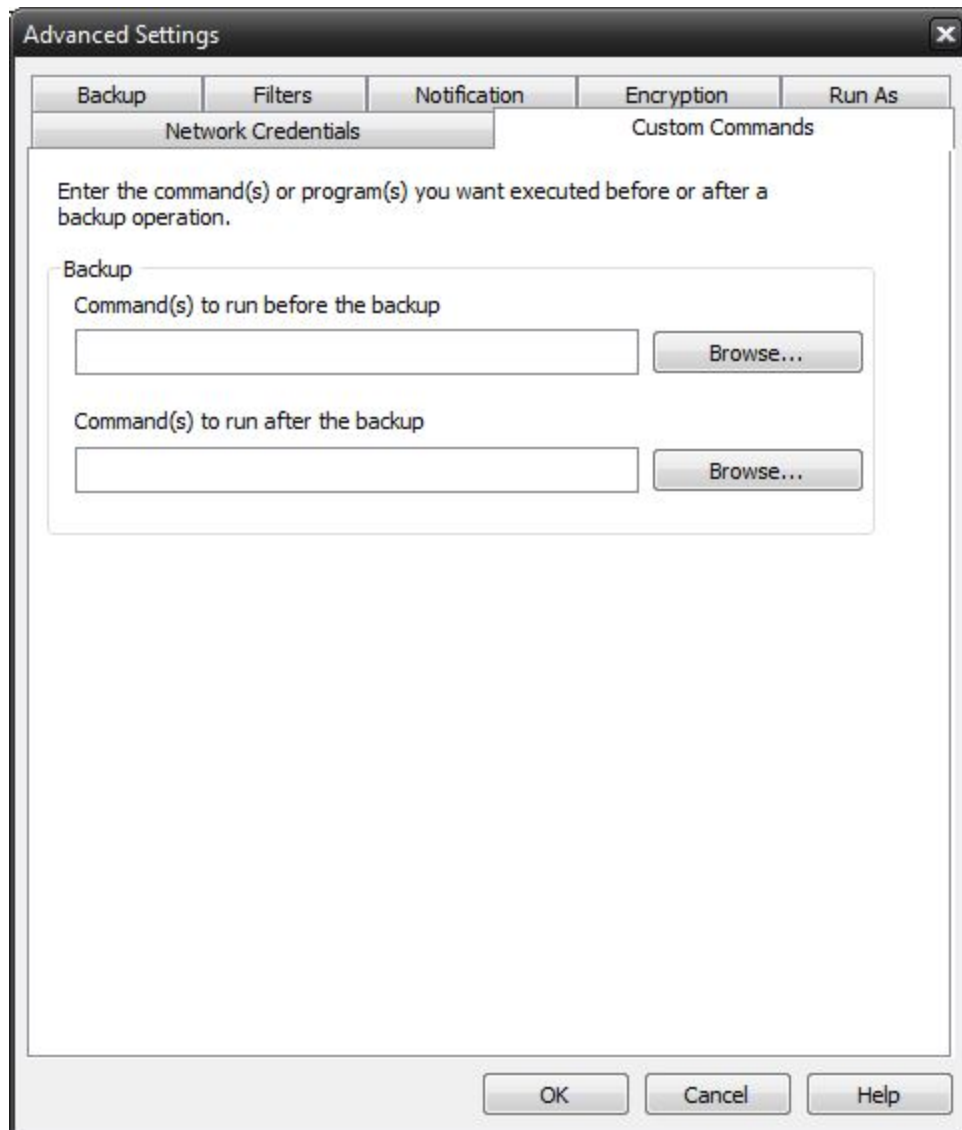 Advanced Settings
Backup
Filters
Notification
Encryption
Run As
Network Credentials
Custom Commands
Enter the command(s) or program(s) you want executed before or after a
backup operation.
Backup
Command(s) to run before the backup
Browse...
Command(s) to run after the backup
Browse...
OK
Cancel
Help